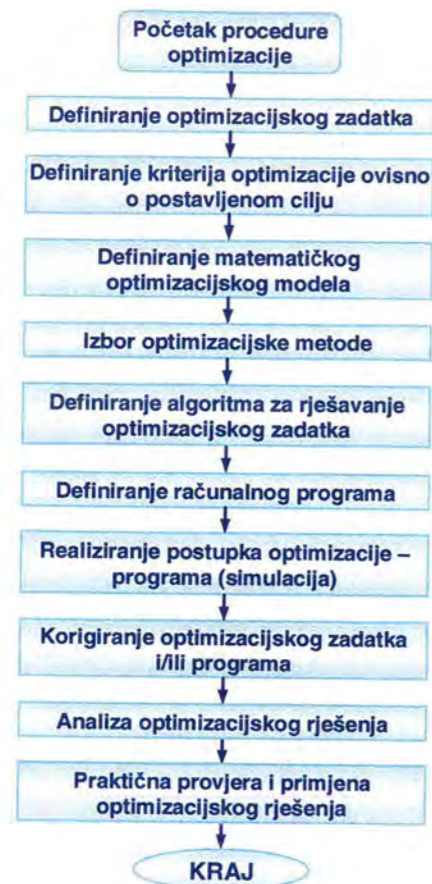 Početak procedure
optimizacije
Definiranje optimizacijskog zadatka
Definiranje kriterija optimizacije ovisno
o postavljenom cilju
Definiranje matematičkog
optimizacijskog modela
Izbor optimizacijske metode
Definiranje algoritma za rješavanje
optimizacijskog zadatka
Definiranje računalnog programa
Realiziranje postupka optimizacije –
programa (simulacija)
Korigiranje optimizacijskog zadatka
i/ili programa
Analiza optimizacijskog rješenja
Praktična provjera i primjena
optimizacijskog rješenja
KRAJ